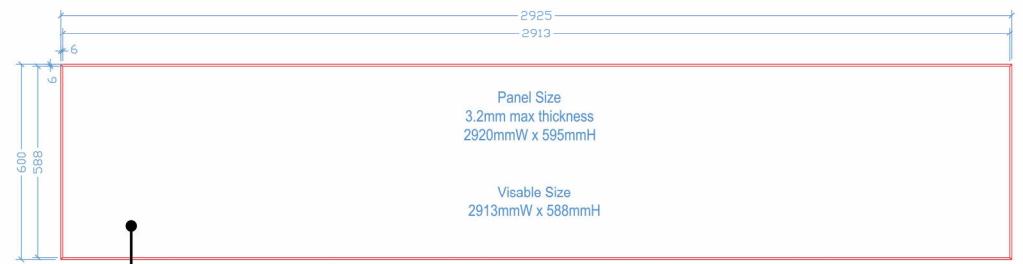 2925
2913
6
6
600
588
Panel Size
3.2mm max thickness
2920mmW x 595mmH
Visable Size
2913mmW x 588mmH